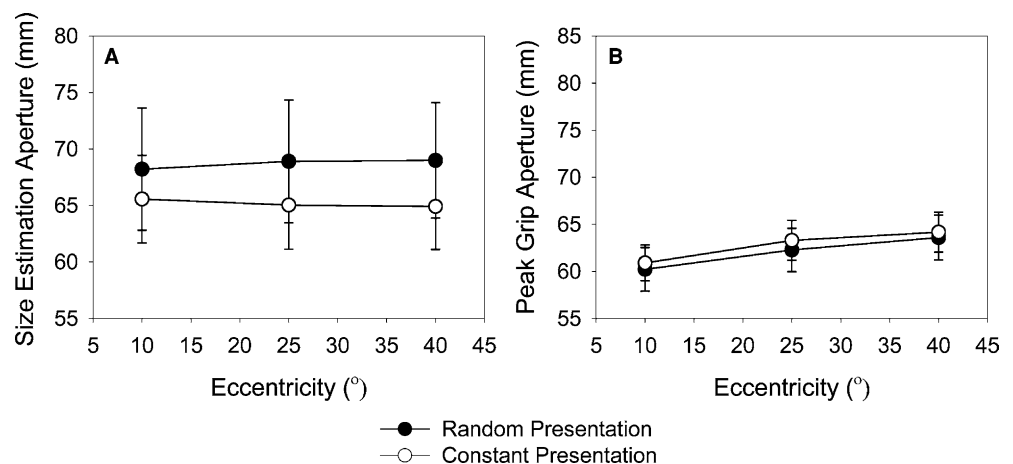 A
Size Estimation Aperture (mm)
80
75
70
65
60
55
5 10 15 20 25 30 35 40 45
Eccentricity (°)
B
Peak Grip Aperture (mm)
85
80
75
70
65
60
55
5 10 15 20 25 30 35 40 45
Eccentricity (°)
Random Presentation
Constant Presentation